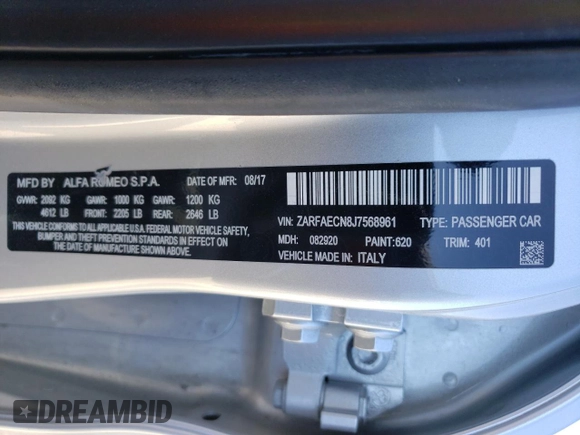 MFD BY ALFA ROMEO S.P.A. DATE OF MFR: 08/17
GVWR: 2092 KG GAWR: 1000 KG GAWR: 1200 KG
4612 LB FRONT: 2205 LB REAR: 2646 LB
THIS VEHICLE CONFORMS TO ALL APPLICABLE U.S.A. FEDERAL MOTOR VEHICLE SAFETY,
BUMPER, AND THEFT PREVENTION STANDARDS IN EFFECT ON THE DATE OF
MANUFACTURE SHOWN ABOVE.
VIN: ZARFAECN8J7568961 TYPE: PASSENGER CAR
MDH: 082920 PAINT: 620 TRIM: 401
VEHICLE MADE IN: ITALY
DREAMBID